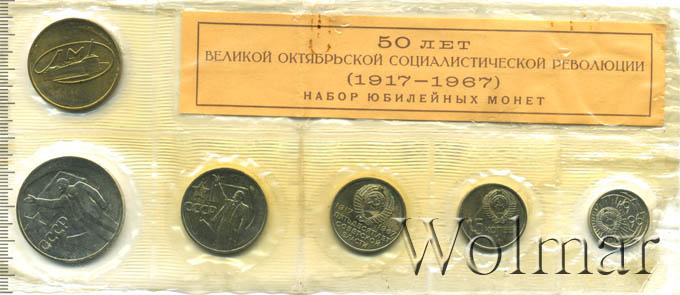 50 ЛЕТ
ВЕЛИКОЙ ОКТЯБРЬСКОЙ СОЦИАЛИСТИЧЕСКОЙ РЕВОЛЮЦИИ
(1917–1967)
НАБОР ЮБИЛЕЙНЫХ МОНЕТ
ЛМД
СССР
СССР
Wolmar